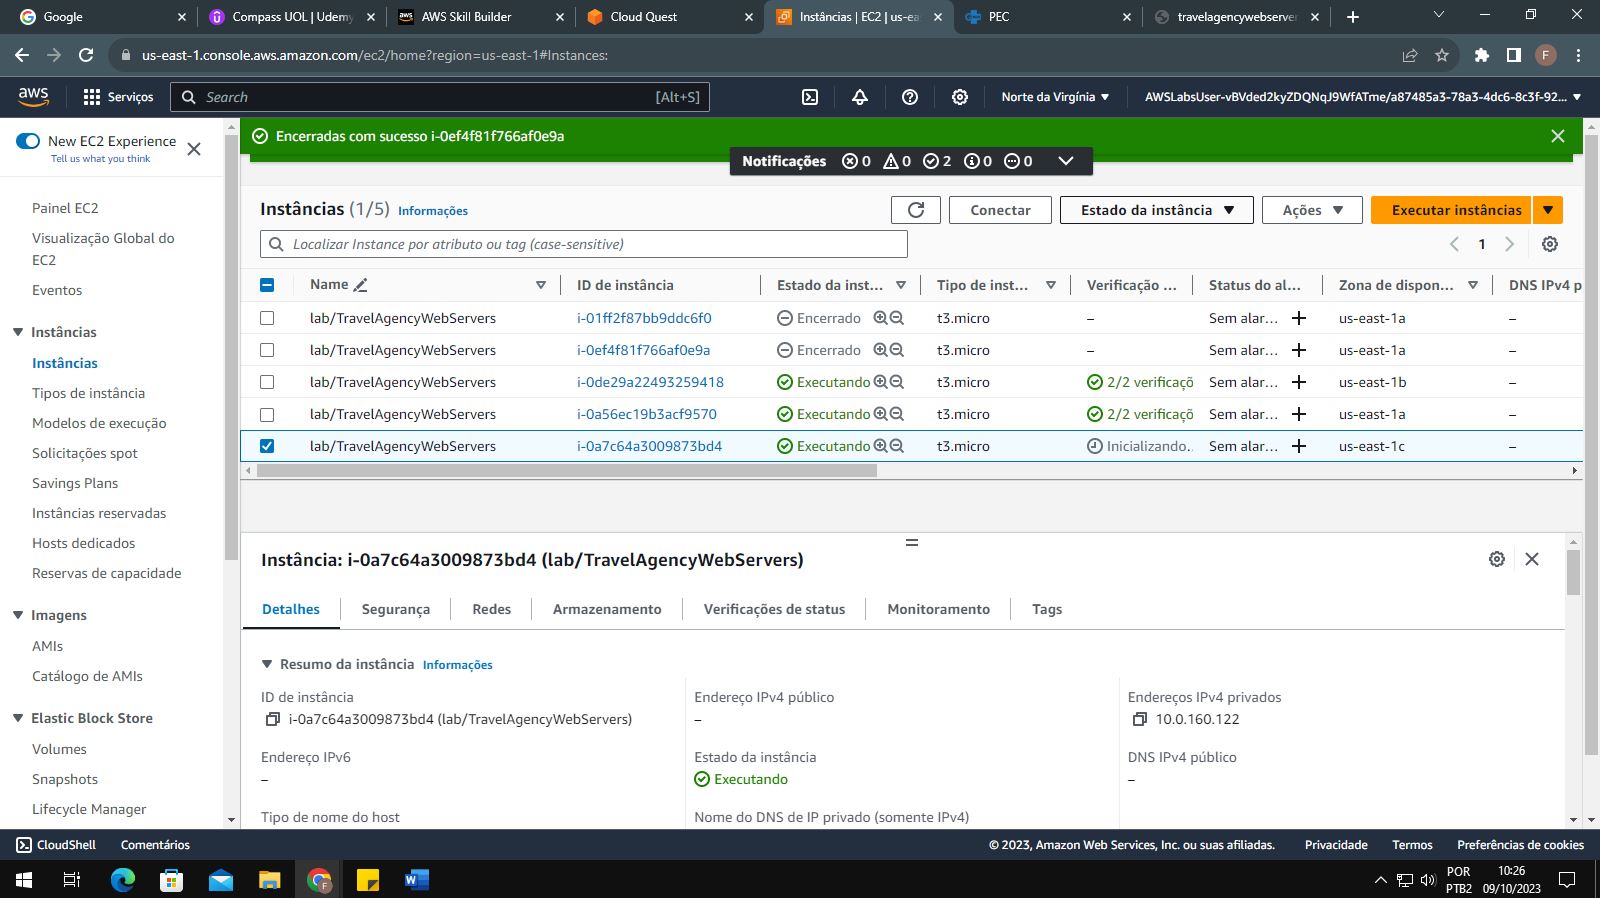 Google
Compass UOL | Udemy
AWS Skill Builder
Cloud Quest
Instâncias | EC2 | us-ea
PEC
travelagencywebserver
us-east-1.console.aws.amazon.com/ec2/home?region=us-east-1#Instances:
F
aws
Serviços
Search
[Alt+S]
Norte da Virgínia
AWSLabsUser-vBVded2kyZDQNqJ9WfATme/a87485a3-78a3-4dc6-8c3f-92...
New EC2 Experience
Tell us what you think
Encerradas com sucesso i-0ef4f81f766af0e9a
Notificações 0 0 2 0 0
Painel EC2
Visualização Global do
EC2
Eventos
Instâncias
Instâncias
Tipos de instância
Modelos de execução
Solicitações spot
Savings Plans
Instâncias reservadas
Hosts dedicados
Reservas de capacidade
Imagens
AMIs
Catálogo de AMIs
Elastic Block Store
Volumes
Snapshots
Lifecycle Manager
Instâncias (1/5) Informações
Conectar
Estado da instância
Ações
Executar instâncias
Localizar Instance por atributo ou tag (case-sensitive)
1
Name ID de instância Estado da inst... Tipo de inst... Verificação ... Status do al... Zona de dispon... DNS IPv4 p
lab/TravelAgencyWebServers i-01ff2f87bb9ddc6f0 Encerrado t3.micro – Sem alar... + us-east-1a –
lab/TravelAgencyWebServers i-0ef4f81f766af0e9a Encerrado t3.micro – Sem alar... + us-east-1a –
lab/TravelAgencyWebServers i-0de29a22493259418 Executando t3.micro 2/2 verificaçõ Sem alar... + us-east-1b –
lab/TravelAgencyWebServers i-0a56ec19b3acf9570 Executando t3.micro 2/2 verificaçõ Sem alar... + us-east-1a –
lab/TravelAgencyWebServers i-0a7c64a3009873bd4 Executando t3.micro Inicializando.. Sem alar... + us-east-1c –
Instância: i-0a7c64a3009873bd4 (lab/TravelAgencyWebServers)
Detalhes Segurança Redes Armazenamento Verificações de status Monitoramento Tags
Resumo da instância Informações
ID de instância
i-0a7c64a3009873bd4 (lab/TravelAgencyWebServers)
Endereço IPv4 público
–
Endereços IPv4 privados
10.0.160.122
Endereço IPv6
–
Estado da instância
Executando
DNS IPv4 público
–
Tipo de nome do host
Nome do DNS de IP privado (somente IPv4)
CloudShell
Comentários
© 2023, Amazon Web Services, Inc. ou suas afiliadas.
Privacidade
Termos
Preferências de cookies
POR
PTB2
10:26
09/10/2023